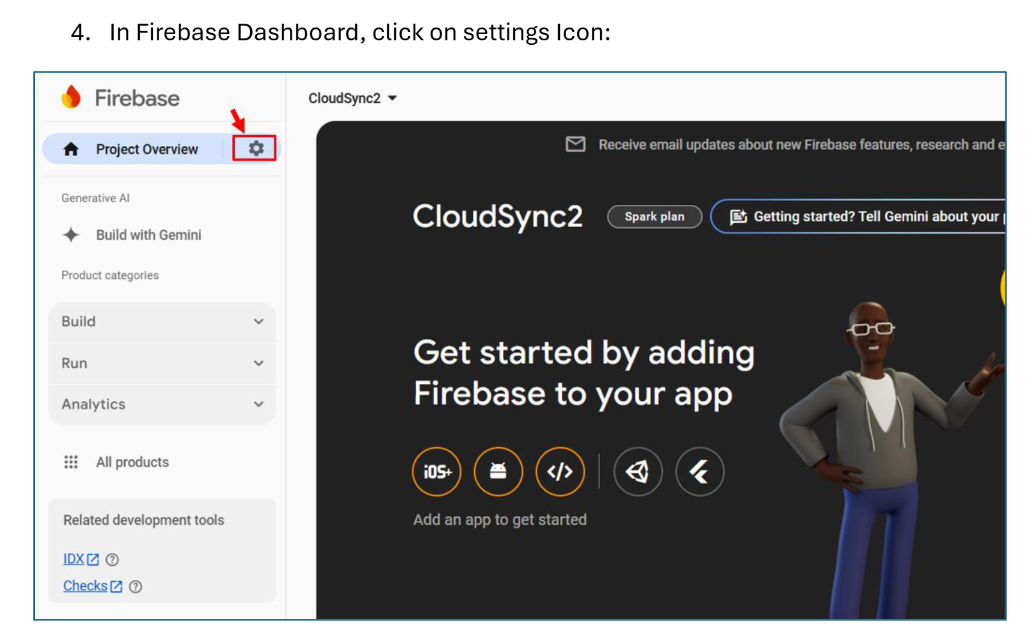 4. In Firebase Dashboard, click on settings Icon:
Firebase
CloudSync2
Project Overview
Receive email updates about new Firebase features, research and e
Generative AI
CloudSync2
Spark plan
Getting started? Tell Gemini about your
Build with Gemini
Product categories
Build
Run
Get started by adding
Firebase to your app
Analytics
All products
iOS+
</>
Add an app to get started
Related development tools
IDX
Checks